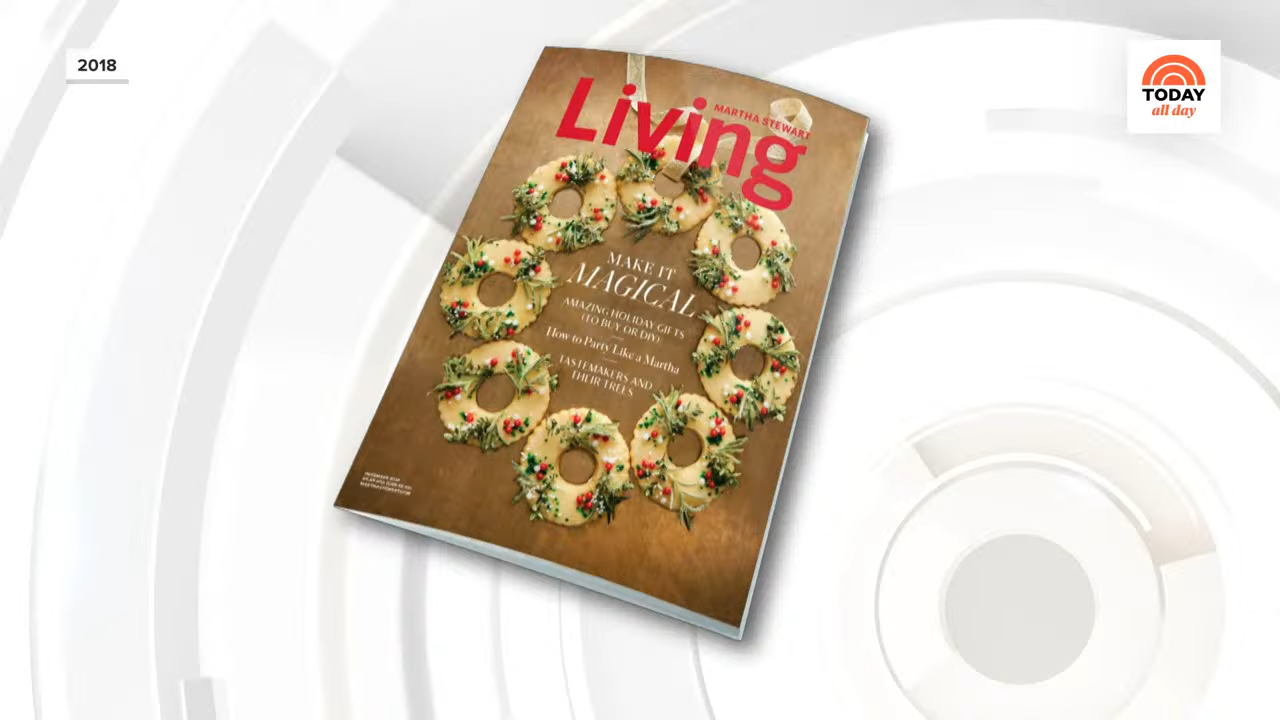 2018
TODAY
all day
Living
MARTHA STEWART
MAKE IT
MAGICAL
AMAZING HOLIDAY GIFTS
(TO BUY OR DIY)
How to Party Like a Martha
TASTEMAKERS AND
THEIR TREES